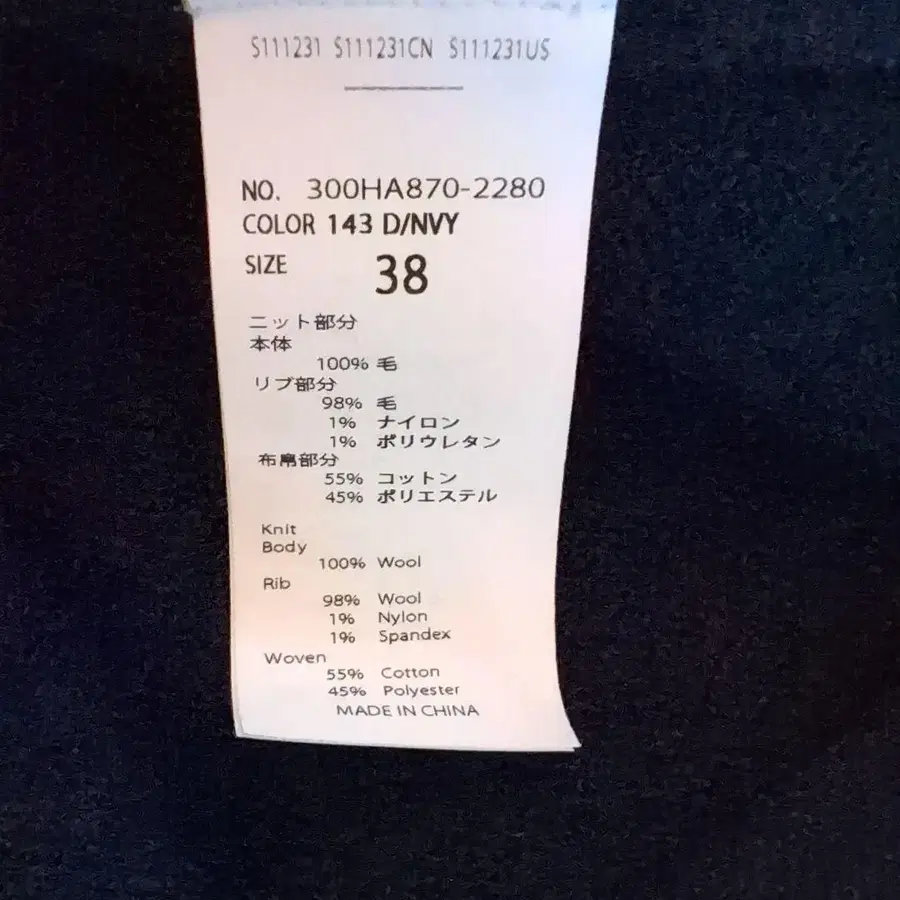 S111231 S111231CN S111231US
NO. 300HA870-2280
COLOR 143 D/NVY
SIZE 38
ニット部分
本体
100% 毛
リブ部分
98% 毛
1% ナイロン
1% ポリウレタン
布帛部分
55% コットン
45% ポリエステル
Knit
Body
100% Wool
Rib
98% Wool
1% Nylon
1% Spandex
Woven
55% Cotton
45% Polyester
MADE IN CHINA